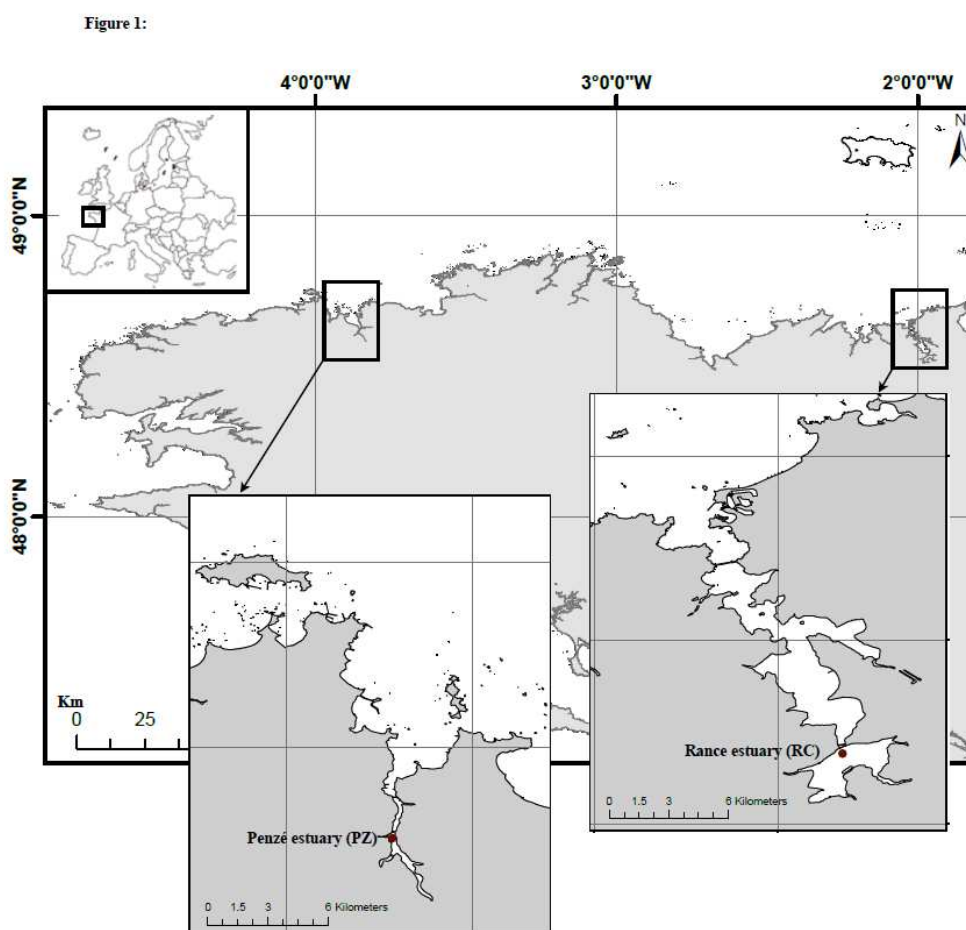 Figure 1:
4°0'0"W 3°0'0"W 2°0'0"W
N
49°0'0"N
48°0'0"N
Km
0 25
Rance estuary (RC)
0 1.5 3 6 Kilometers
Penzé estuary (PZ)
0 1.5 3 6 Kilometers